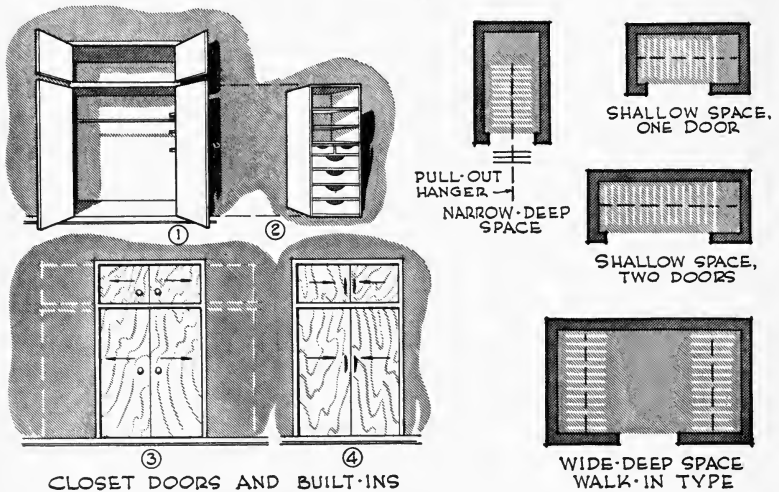 ①
②
③
④
CLOSET DOORS AND BUILT-INS
PULL-OUT
HANGER
NARROW-DEEP
SPACE
SHALLOW SPACE,
ONE DOOR
SHALLOW SPACE,
TWO DOORS
WIDE-DEEP SPACE
WALK-IN TYPE